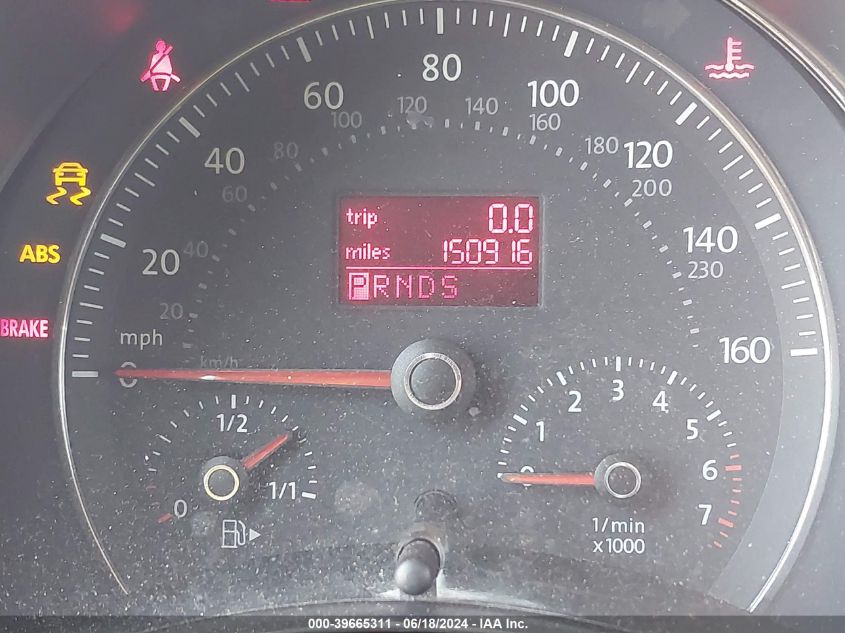 80
60 100
120 140
100 160
40 80 180 120
60 200
trip 0.0
ABS 20 40 miles 150916 140
230
PRNDS
20
BRAKE mph 160
km/h
0
1/2 1 2 3 4 5
0 1/1 0 6
7
1/min
x1000
000-39665311 - 06/18/2024 - IAA Inc.